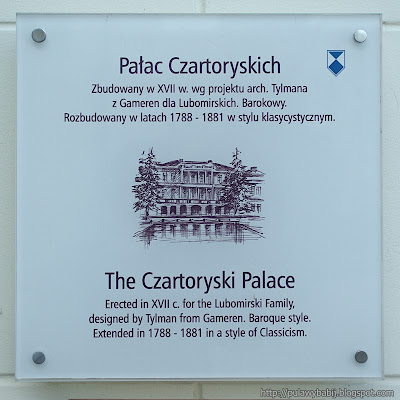 Pałac Czartoryskich
Zbudowany w XVII w. wg projektu arch. Tylmana
z Gameren dla Lubomirskich. Barokowy.
Rozbudowany w latach 1788 - 1881 w stylu klasycystycznym.
The Czartoryski Palace
Erected in XVII c. for the Lubomirski Family,
designed by Tylman from Gameren. Baroque style.
Extended in 1788 - 1881 in a style of Classicism.
http://pulawybabij.blogspot.com